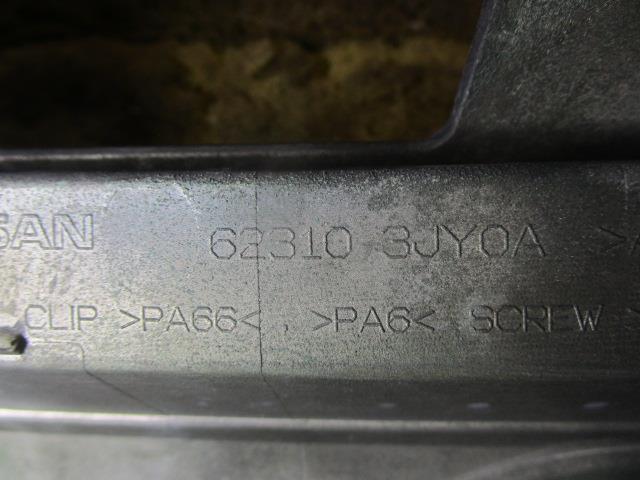 SAN 62310 3JY0A >
CLIP >PA66< , >PA6< SCREW >